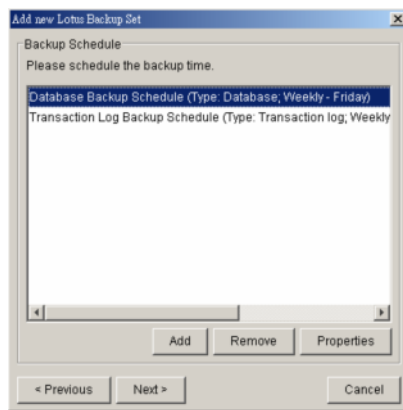 Add new Lotus Backup Set
Backup Schedule
Please schedule the backup time.
Database Backup Schedule (Type: Database; Weekly - Friday)
Transaction Log Backup Schedule (Type: Transaction log; Weekly
Add Remove Properties
< Previous Next > Cancel